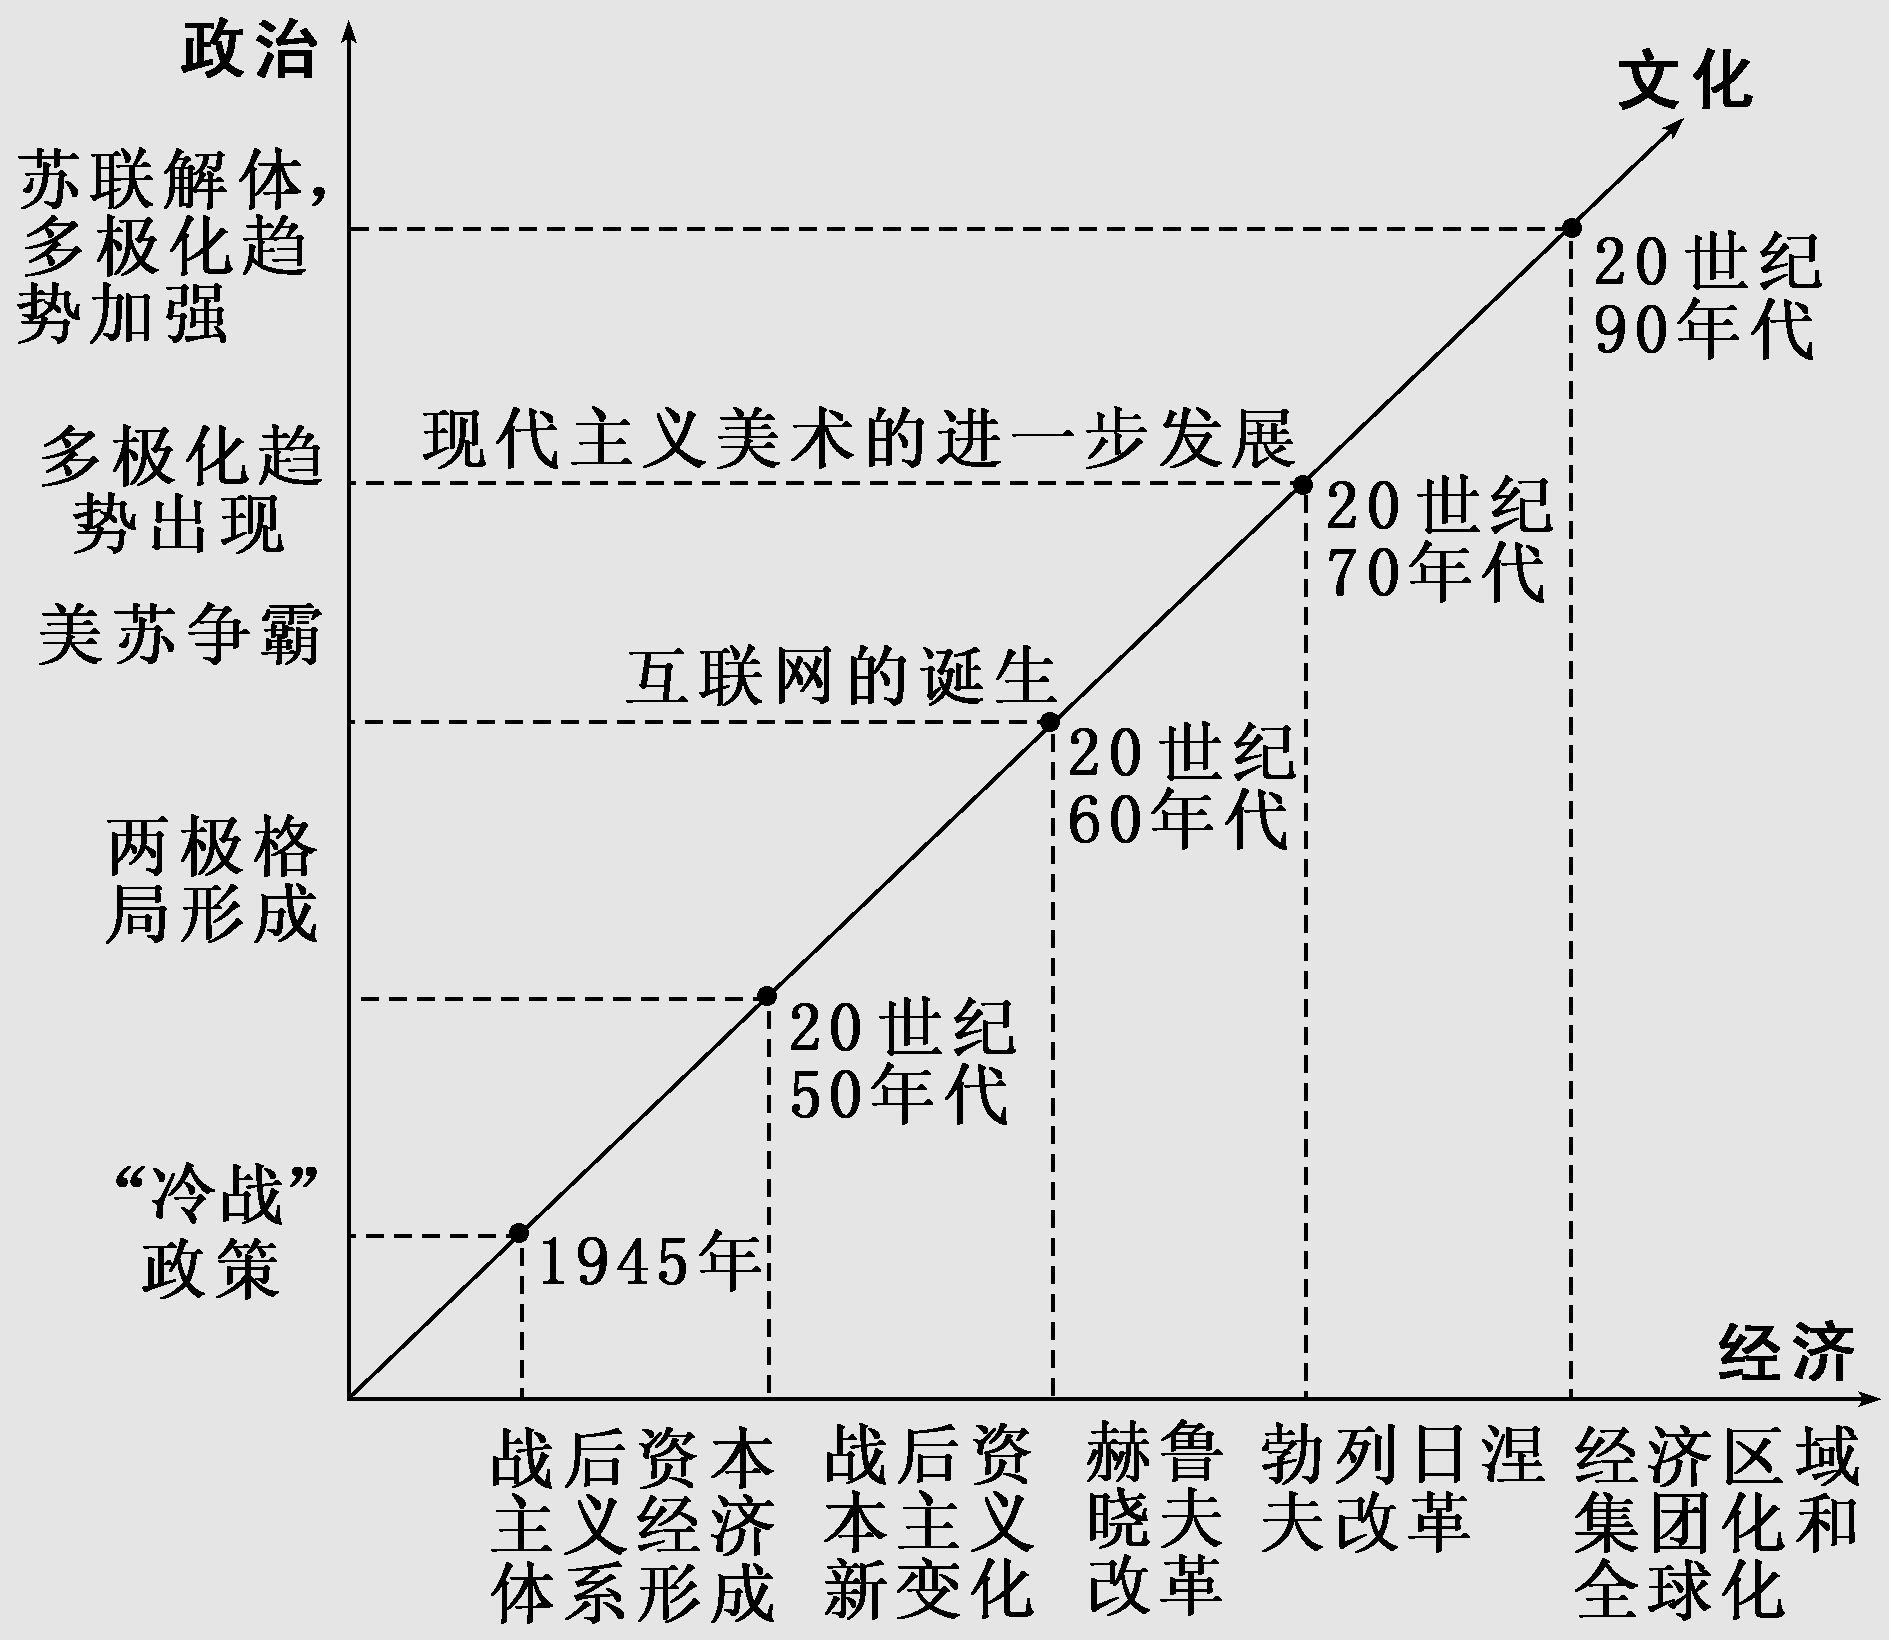 政治
文化
苏联解体，
多极化趋
势加强
20世纪
90年代
现代主义美术的进一步发展
多极化趋
势出现
20世纪
70年代
美苏争霸
互联网的诞生
20世纪
60年代
两极格
局形成
20世纪
50年代
“冷战”
政策
1945年
经济
战后资本
主义经济
体系形成
战后资
本主义
新变化
赫鲁
晓夫
改革
勃列日涅
夫改革
经济区域
集团化和
全球化